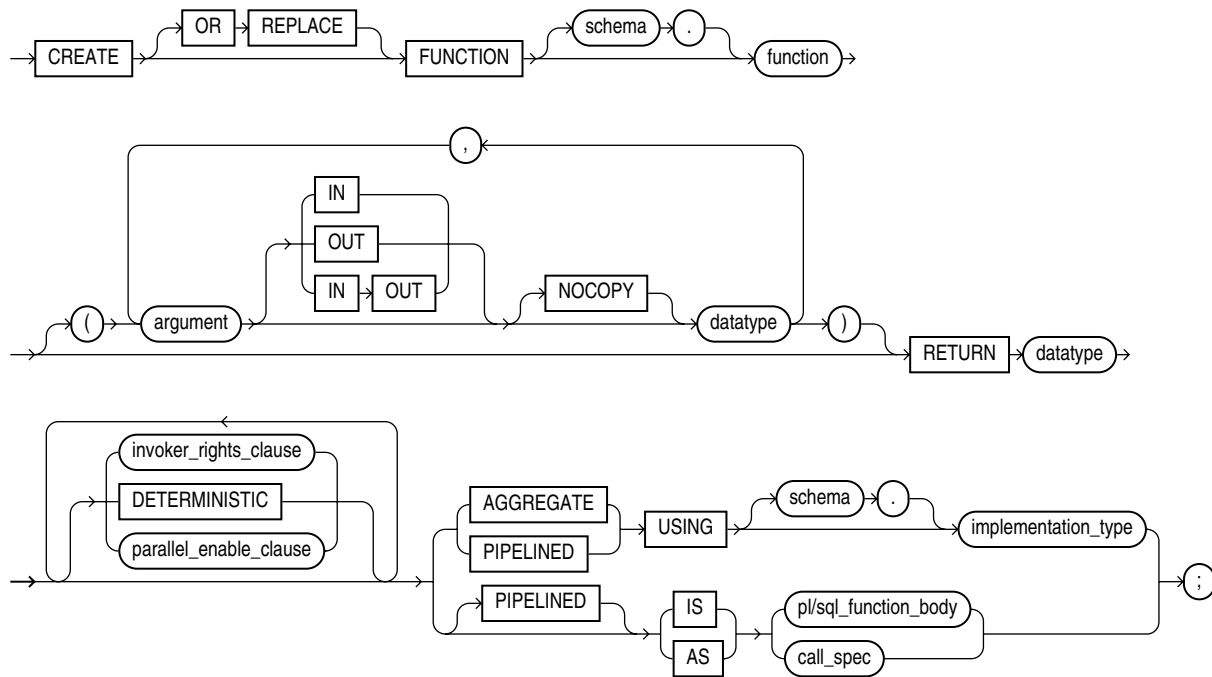 OR REPLACE schema .
CREATE FUNCTION function
,
IN
OUT
IN OUT NOCOPY
( argument datatype )
RETURN datatype
invoker_rights_clause
DETERMINISTIC
parallel_enable_clause
AGGREGATE
PIPELINED
USING schema . implementation_type
PIPELINED
IS
AS
pl/sql_function_body
call_spec
;